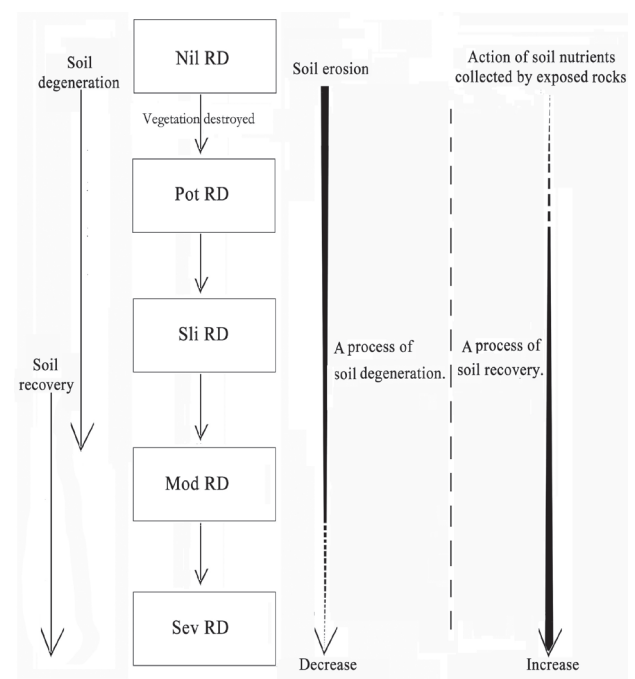 Soil
degeneration
Nil RD
Soil erosion
Action of soil nutrients
collected by exposed rocks
Vegetation destroyed
Pot RD
Sli RD
A process of
soil degeneration.
A process of
soil recovery.
Soil
recovery
Mod RD
Sev RD
Decrease
Increase